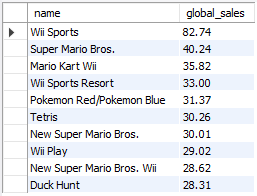 name global_sales
Wii Sports 82.74
Super Mario Bros. 40.24
Mario Kart Wii 35.82
Wii Sports Resort 33.00
Pokemon Red/Pokemon Blue 31.37
Tetris 30.26
New Super Mario Bros. 30.01
Wii Play 29.02
New Super Mario Bros. Wii 28.62
Duck Hunt 28.31